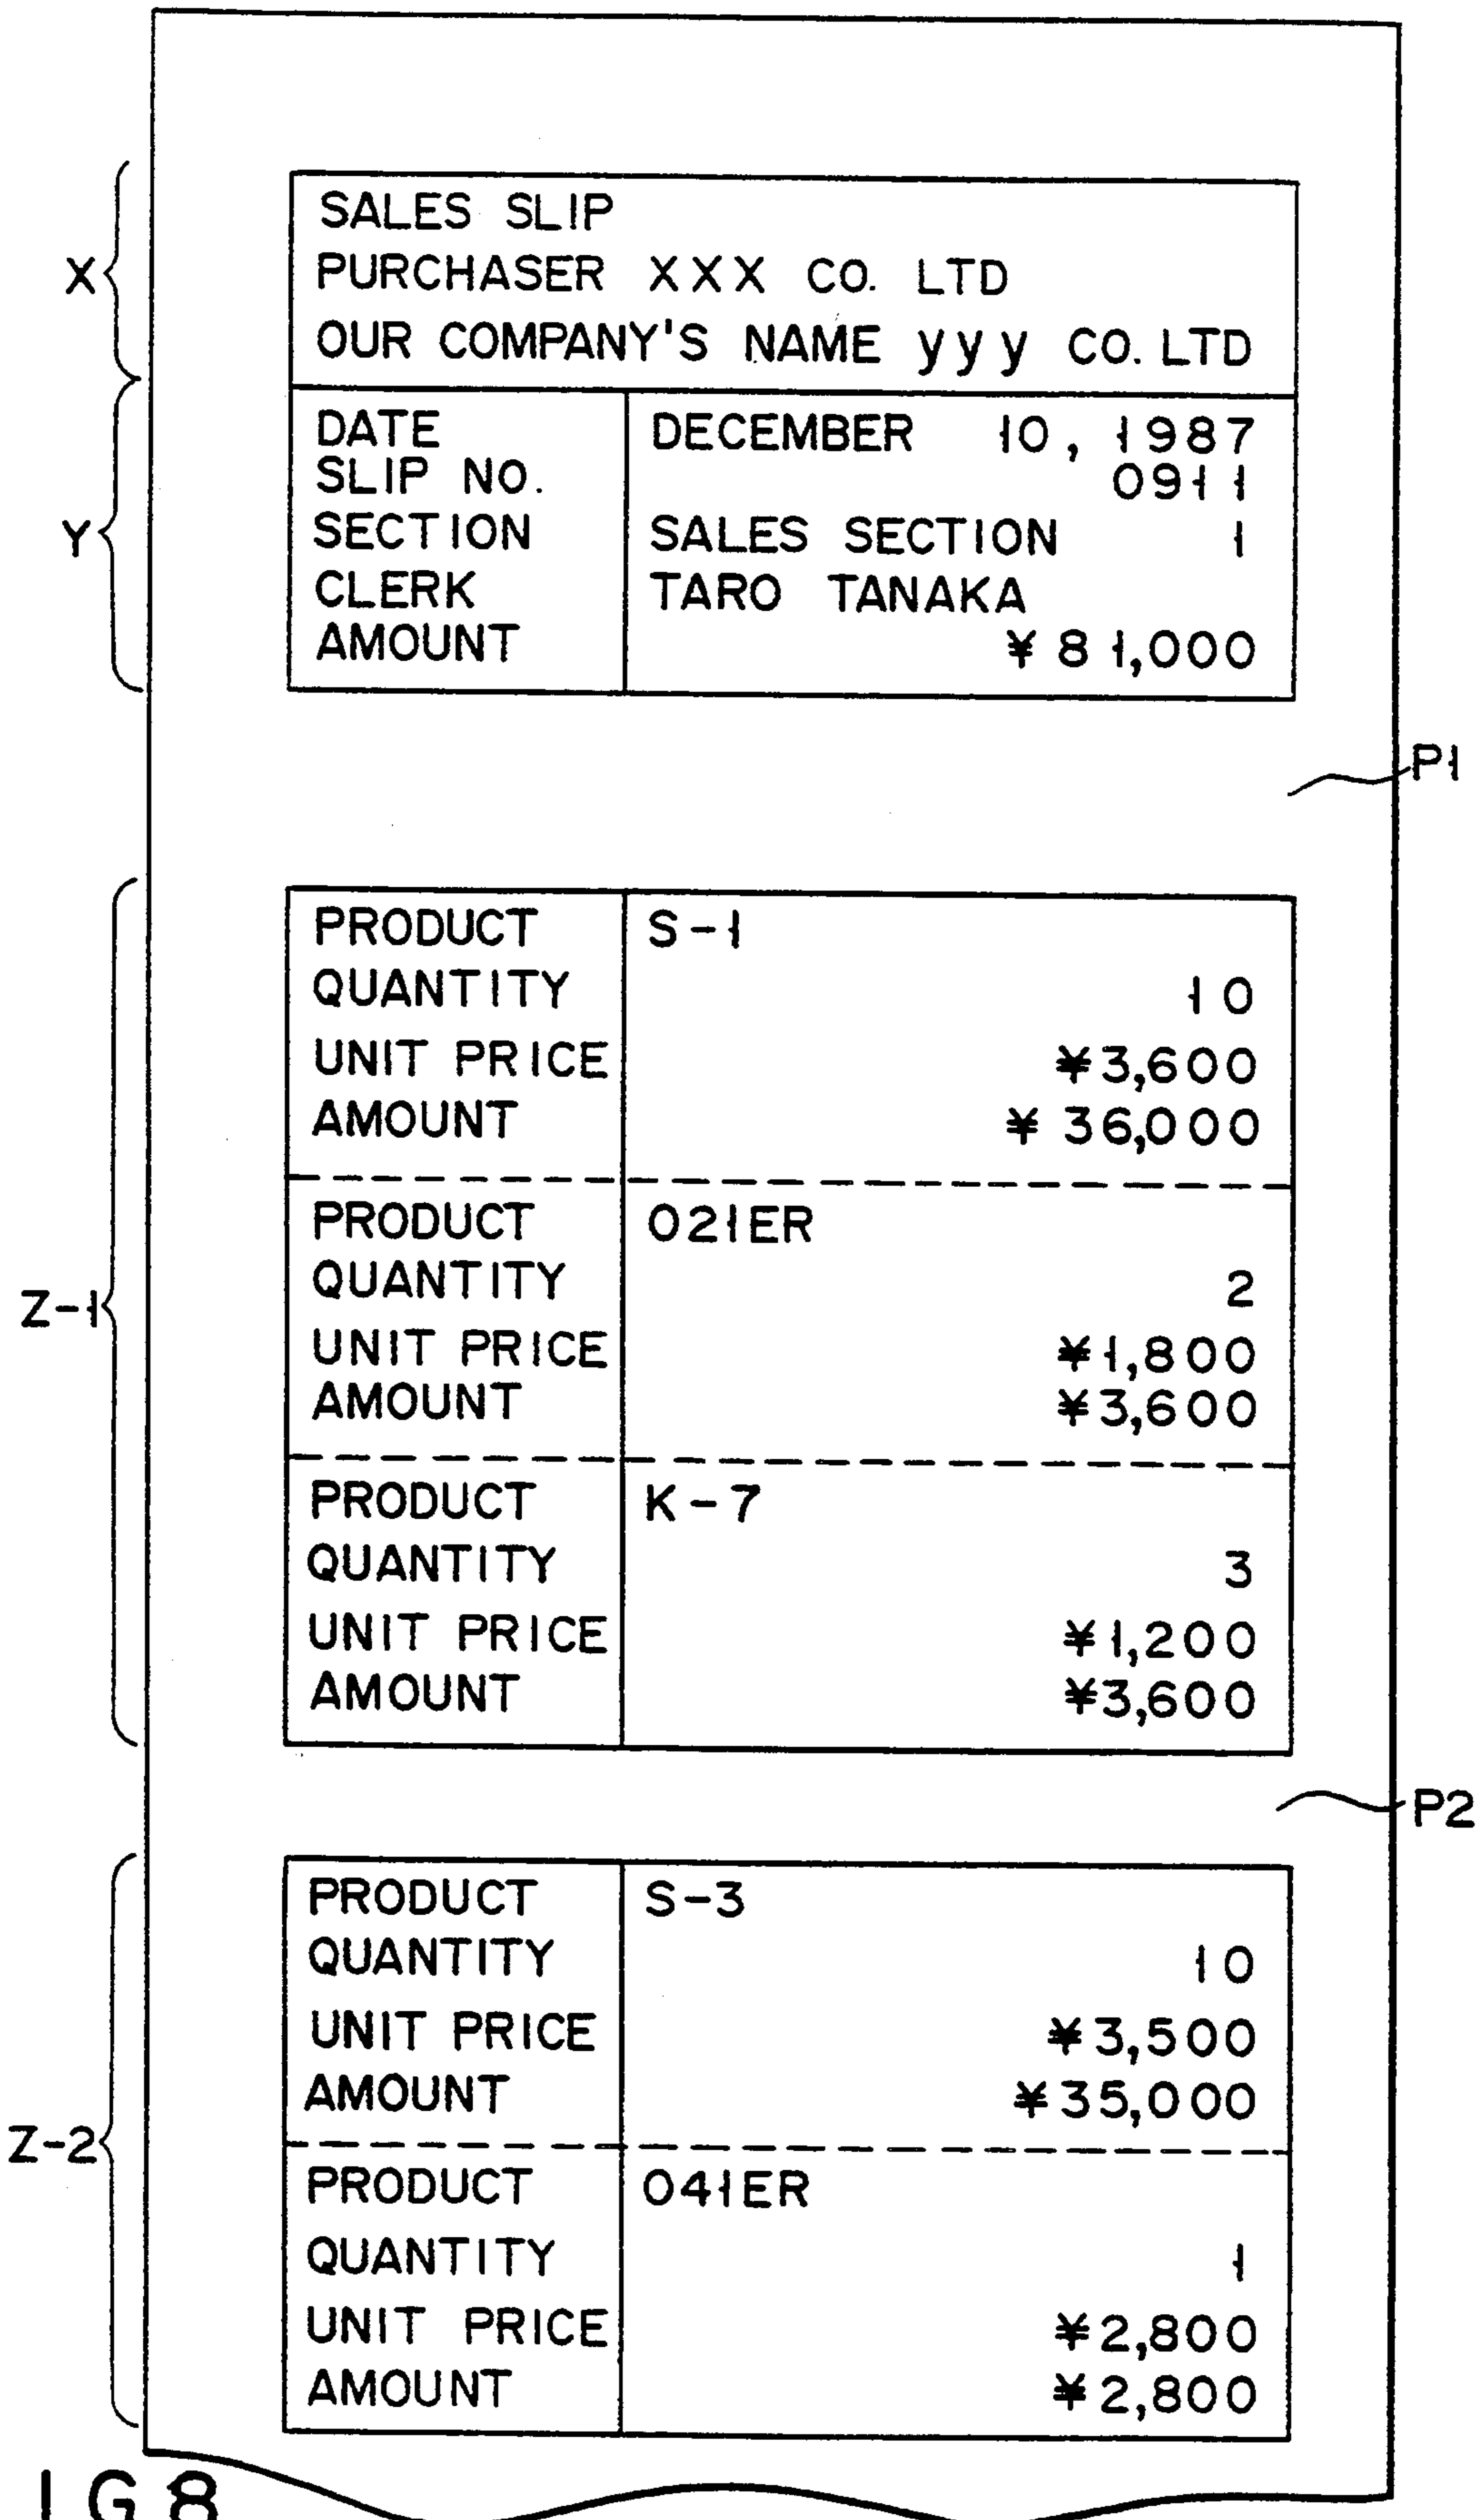 SALES SLIP
PURCHASER XXX CO. LTD
X
OUR COMPANY'S NAME yyy CO. LTD
DATE DECEMBER 10, 1987
SLIP NO. 0911
SECTION SALES SECTION 1
Y
CLERK TARO TANAKA
AMOUNT ¥81,000
P1
PRODUCT S-1
QUANTITY 10
UNIT PRICE ¥3,600
AMOUNT ¥36,000
PRODUCT 021ER
QUANTITY 2
Z-1
UNIT PRICE ¥1,800
AMOUNT ¥3,600
PRODUCT K-7
QUANTITY 3
UNIT PRICE ¥1,200
AMOUNT ¥3,600
P2
PRODUCT S-3
QUANTITY 10
UNIT PRICE ¥3,500
AMOUNT ¥35,000
Z-2
PRODUCT 041ER
QUANTITY 1
UNIT PRICE ¥2,800
AMOUNT ¥2,800
IG 8